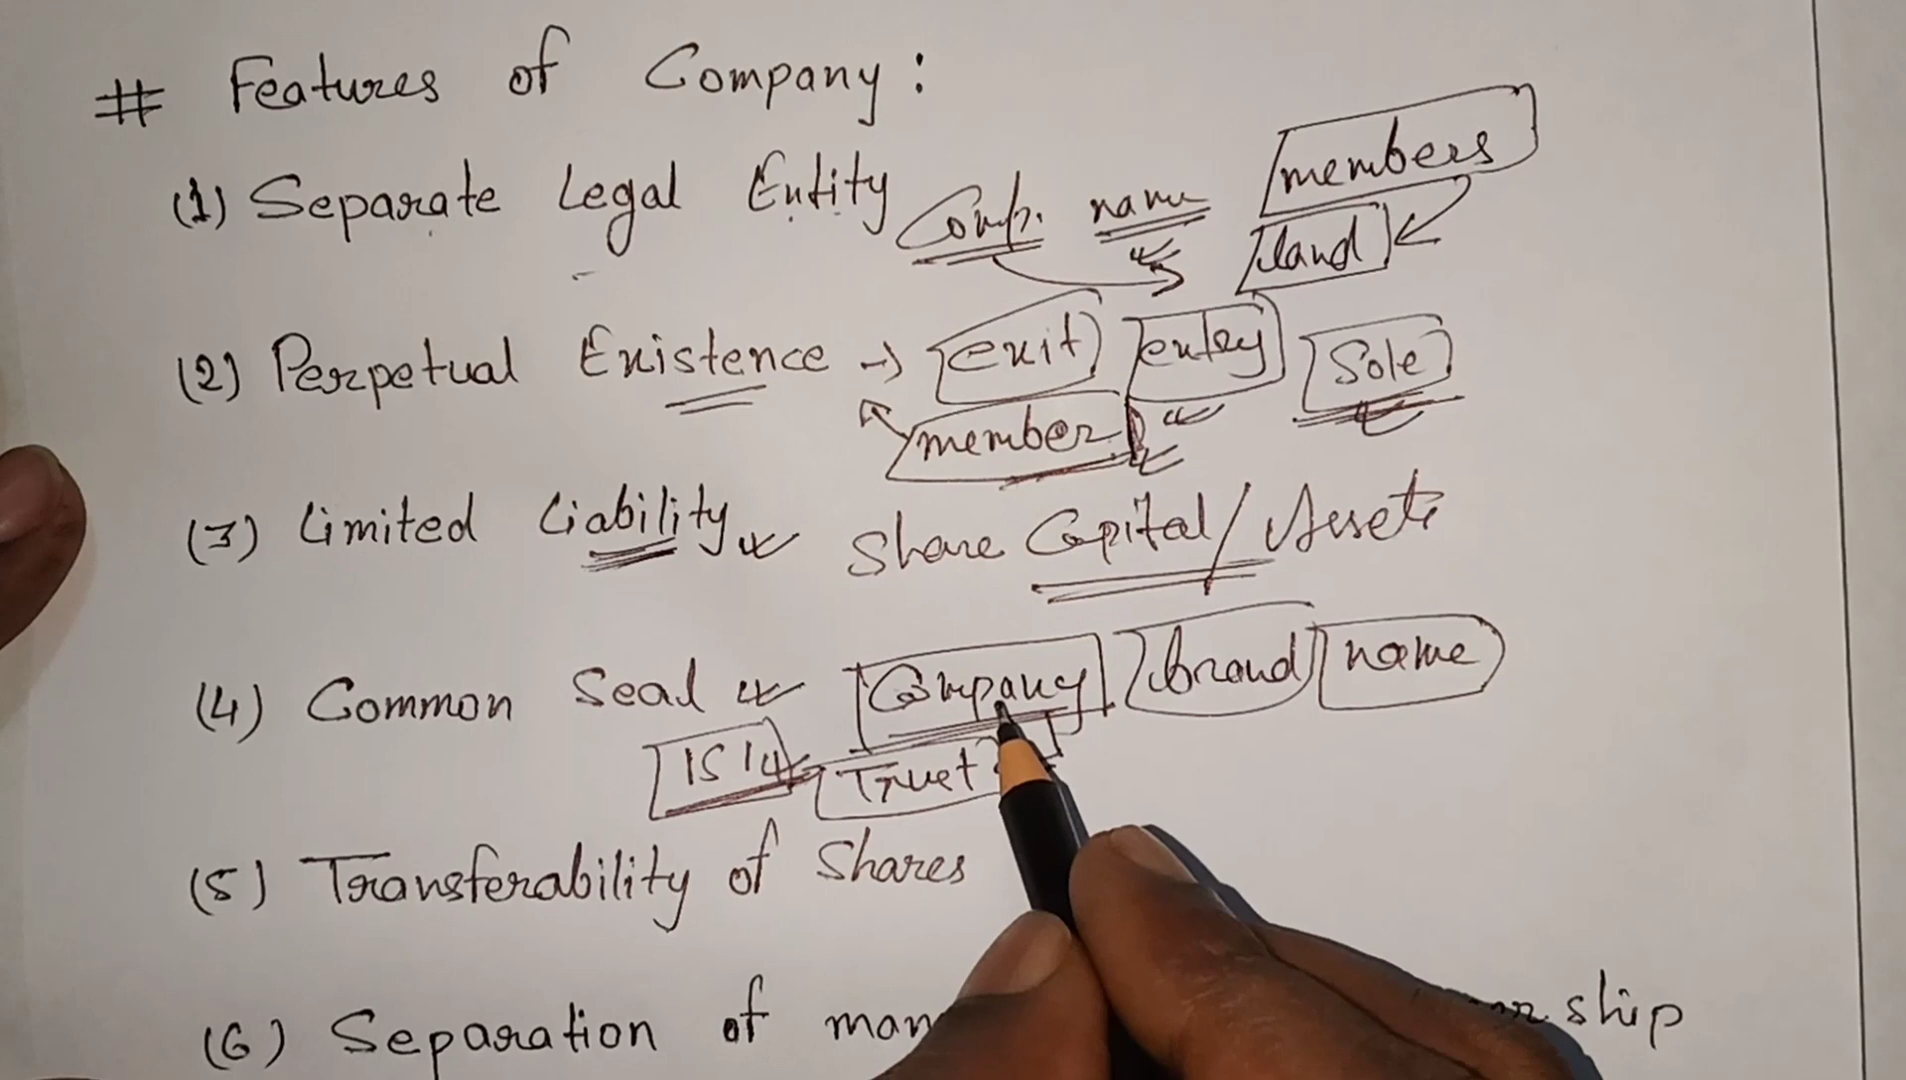 # Features of Company :
members
(1) Separate Legal Entity Comp. name
land
(2) Perpetual Existence → exit entry Sole
member
(3) Limited Liability Share Capital / Assets
(4) Common Seal Company brand name
Trust
(5) Transferability of Shares
(6) Separation of man ship